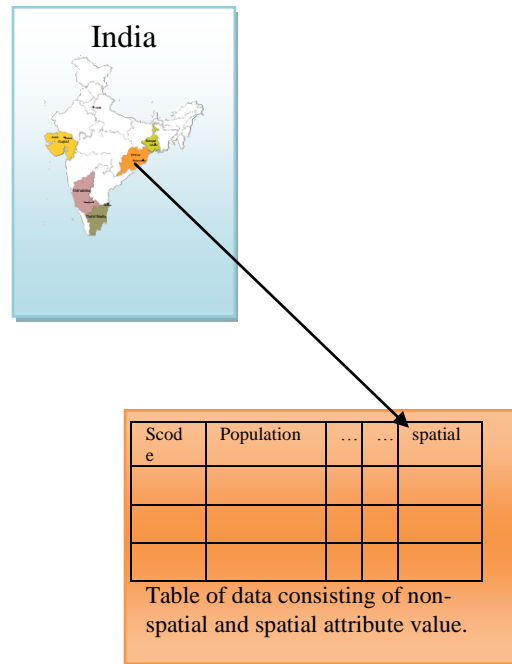 India
Scod Population … … spatial
e
Table of data consisting of non-
spatial and spatial attribute value.